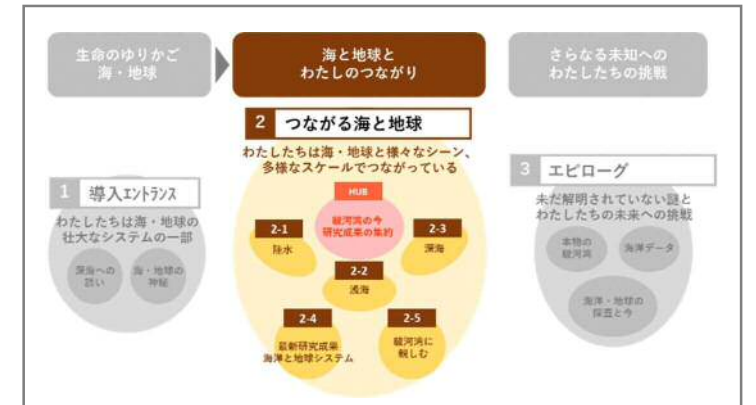 生命のゆりかご
海・地球
海と地球と
わたしのつながり
さらなる未知への
わたしたちの挑戦
1 導入エントランス
わたしたちは海・地球の
壮大なシステムの一部
深海への
誘い
海・地球の
神秘
2 つながる海と地球
わたしたちは海・地球と様々なシーン、
多様なスケールでつながっている
HUB
駿河湾の今
研究成果の集約
2-1
陸水
2-2
浅海
2-3
深海
2-4
最新研究成果
海洋と地球システム
2-5
駿河湾に
親しむ
3 エピローグ
未だ解明されていない謎と
わたしたちの未来への挑戦
本物の
駿河湾
海洋データ
海洋・地球の
探査と今